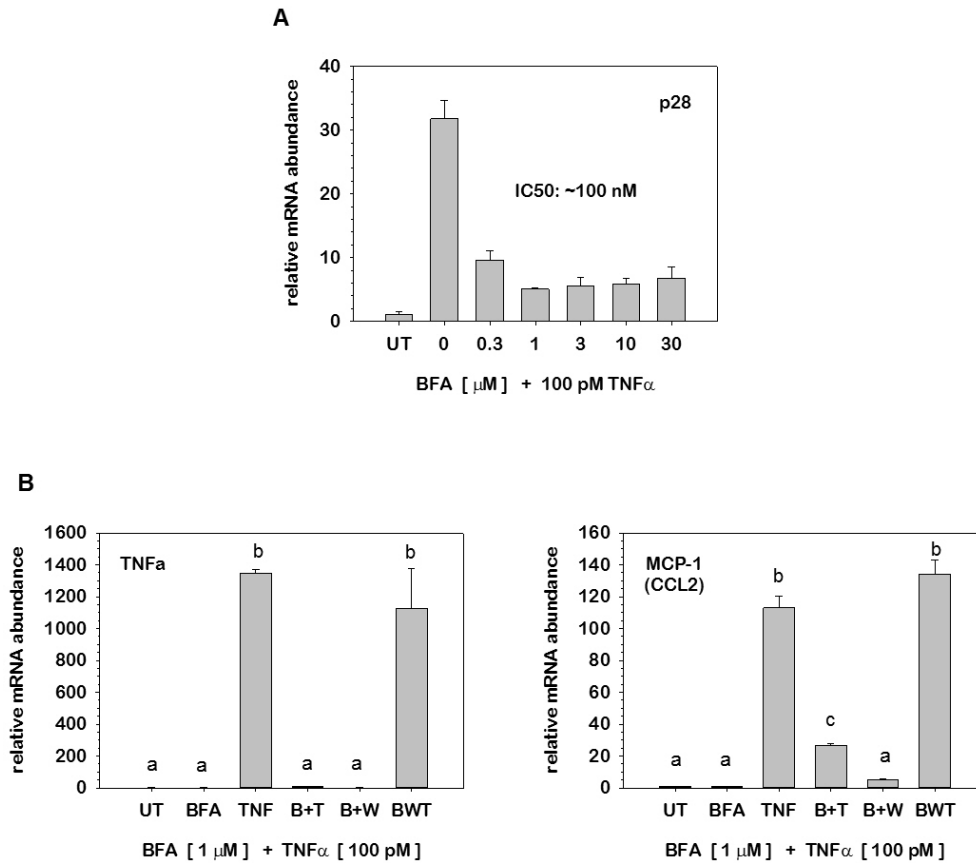 A
relative mRNA abundance
40
30
20
10
0
p28
IC50: ~100 nM
UT 0 0.3 1 3 10 30
BFA [ μM ] + 100 pM TNFα
B
relative mRNA abundance
1600
1400
1200
1000
800
600
400
200
0
TNFa
a a b a a b
UT BFA TNF B+T B+W BWT
BFA [ 1 μM ] + TNFα [ 100 pM ]
relative mRNA abundance
160
140
120
100
80
60
40
20
0
MCP-1
(CCL2)
a a b c a b
UT BFA TNF B+T B+W BWT
BFA [ 1 μM ] + TNFα [ 100 pM ]